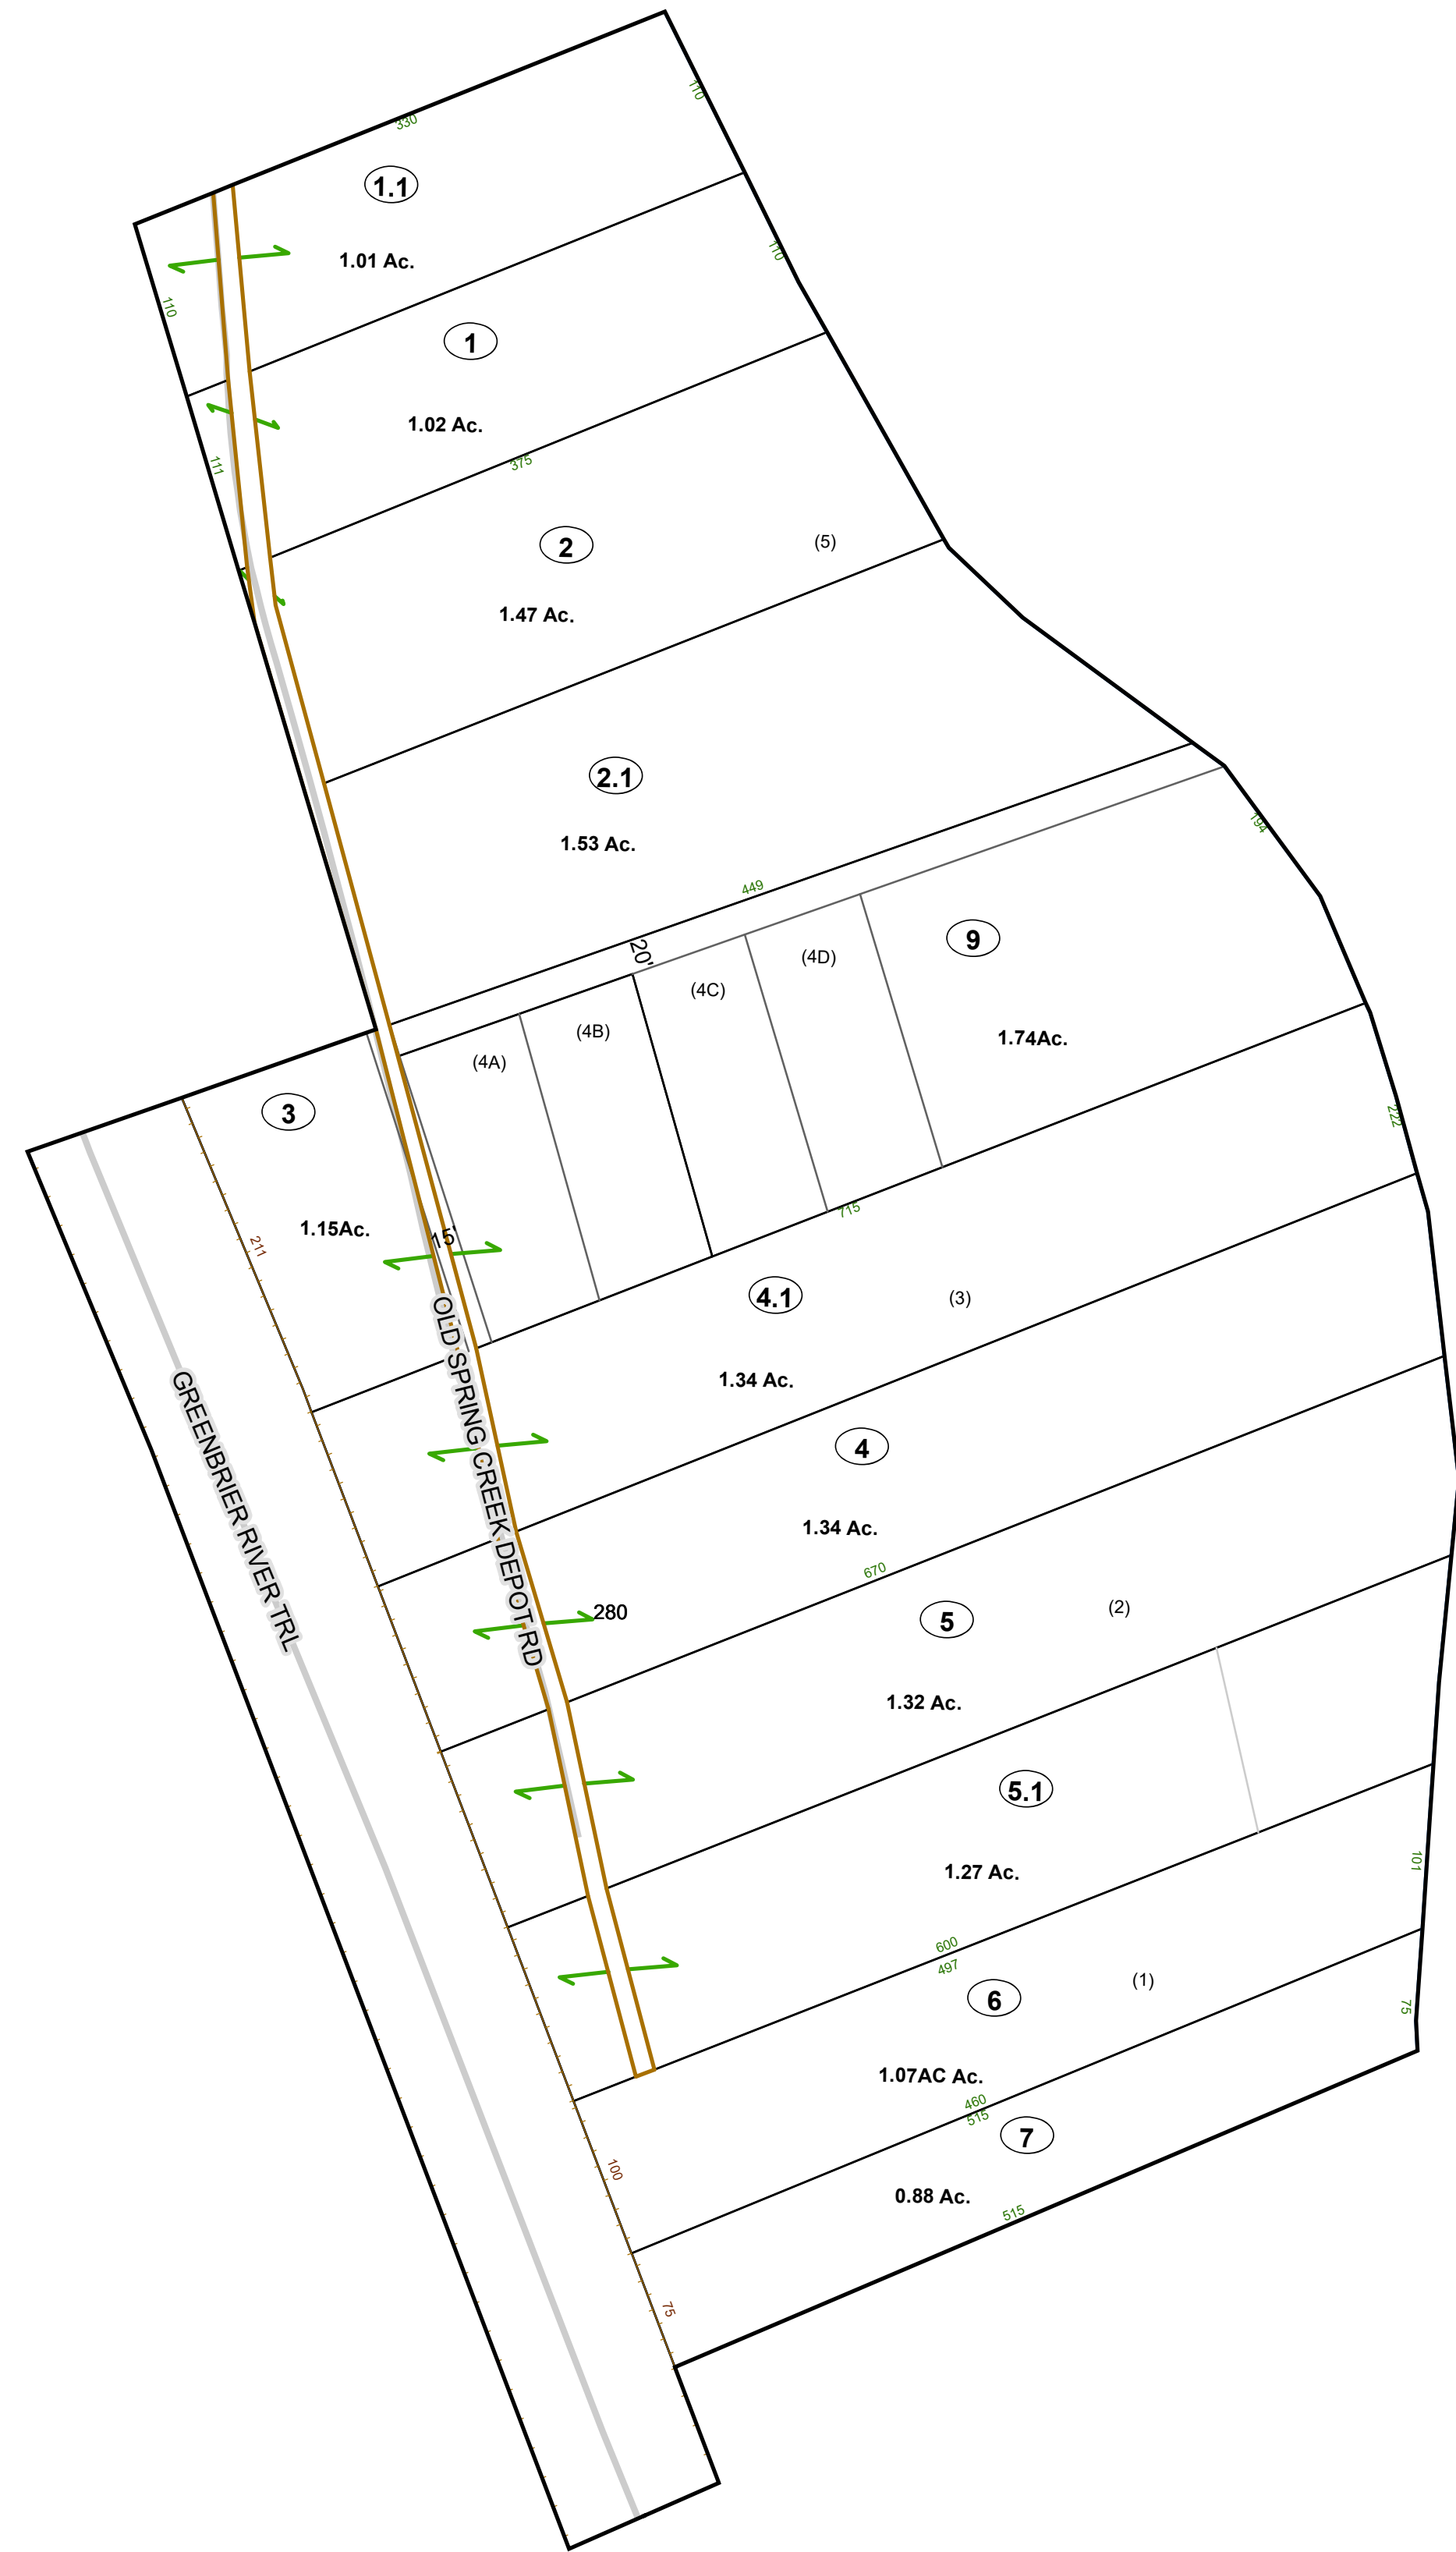 110
330
1.1
1.01 Ac.
110
110
1
1.02 Ac.
111
375
2
(5)
1.47 Ac.
2.1
1.53 Ac.
194
449
9
20'
(4D)
(4C)
(4B)
1.74Ac.
(4A)
3
222
715
1.15Ac.
15'
211
4.1
(3)
1.34 Ac.
4
OLD SPRING CREEK DEPOT RD
GREENBRIER RIVER TRL
1.34 Ac.
670
280
5
(2)
1.32 Ac.
5.1
101
1.27 Ac.
600
497
6
(1)
75
1.07AC Ac.
460
515
7
100
0.88 Ac.
515
75